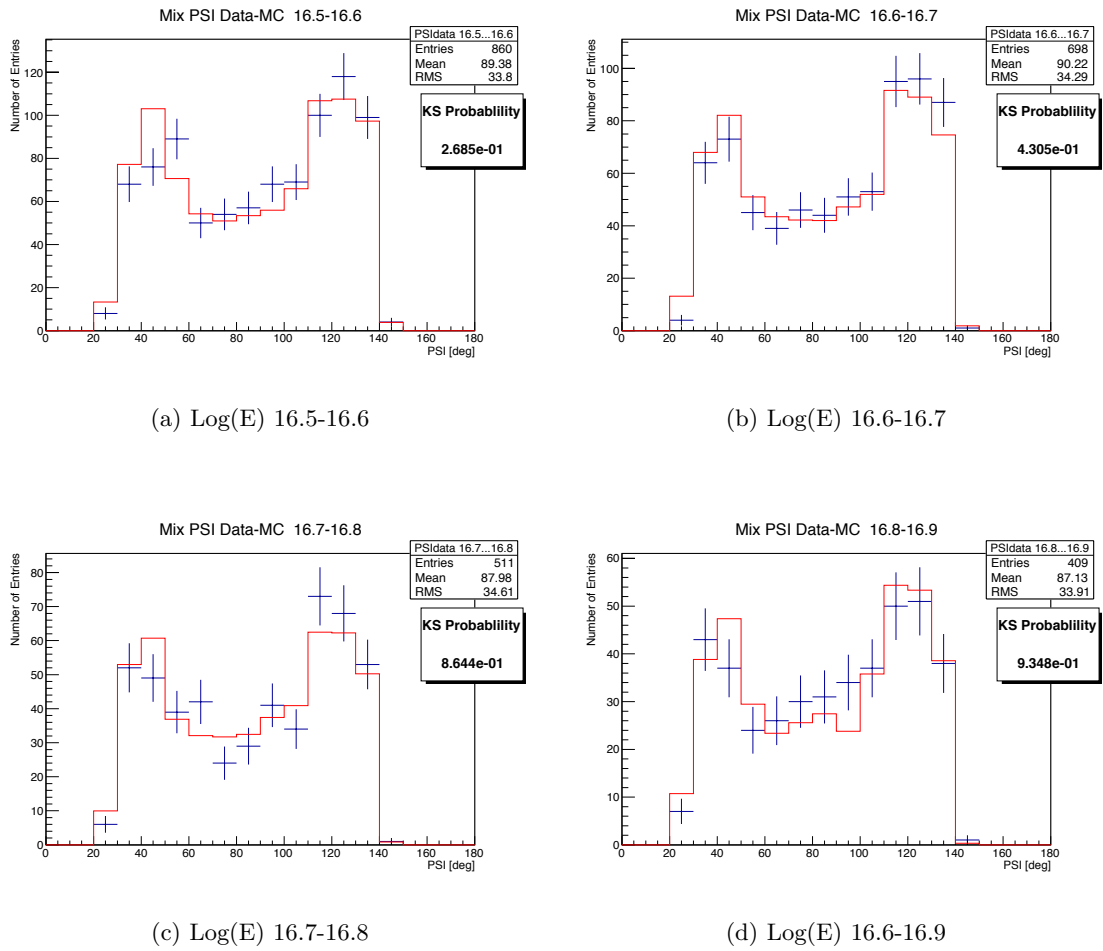 Mix PSI Data-MC 16.5-16.6
PSIdata 16.5...16.6
Entries 860
Mean 89.38
RMS 33.8
KS Probablility
2.685e-01
Number of Entries
120
100
80
60
40
20
0
0 20 40 60 80 100 120 140 160 180
PSI [deg]
(a) Log(E) 16.5-16.6
Mix PSI Data-MC 16.6-16.7
PSIdata 16.6...16.7
Entries 698
Mean 90.22
RMS 34.29
KS Probablility
4.305e-01
Number of Entries
100
80
60
40
20
0
0 20 40 60 80 100 120 140 160 180
PSI [deg]
(b) Log(E) 16.6-16.7
Mix PSI Data-MC 16.7-16.8
PSIdata 16.7...16.8
Entries 511
Mean 87.98
RMS 34.61
KS Probablility
8.644e-01
Number of Entries
80
70
60
50
40
30
20
10
0
0 20 40 60 80 100 120 140 160 180
PSI [deg]
(c) Log(E) 16.7-16.8
Mix PSI Data-MC 16.8-16.9
PSIdata 16.8...16.9
Entries 409
Mean 87.13
RMS 33.91
KS Probablility
9.348e-01
Number of Entries
60
50
40
30
20
10
0
0 20 40 60 80 100 120 140 160 180
PSI [deg]
(d) Log(E) 16.6-16.9